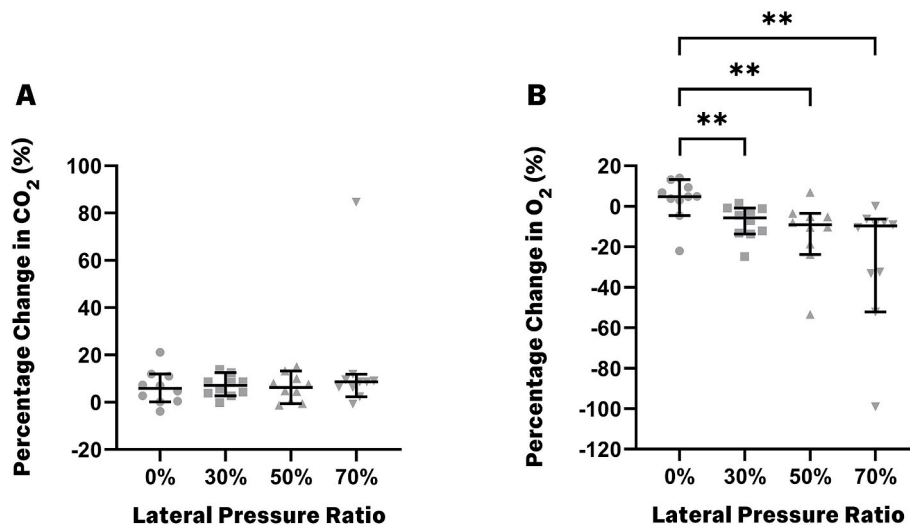 A
Percentage Change in CO2 (%)
100
80
60
40
20
0
-20
0% 30% 50% 70%
Lateral Pressure Ratio
B
**
**
**
Percentage Change in O2 (%)
20
0
-20
-40
-60
-80
-100
-120
0% 30% 50% 70%
Lateral Pressure Ratio